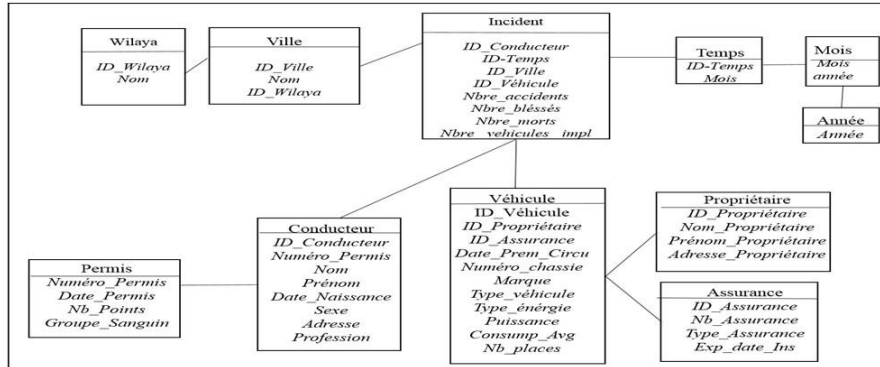 Wilaya
ID_Wilaya
Nom
Ville
ID_Ville
Nom
ID_Wilaya
Incident
ID_Conducteur
ID-Temps
ID_Ville
ID_Véhicule
Nbre_accidents
Nbre_bléssés
Nbre_morts
Nbre_vehicules_impl
Temps
ID-Temps
Mois
Mois
Mois
année
Année
Année
Permis
Numéro_Permis
Date_Permis
Nb_Points
Groupe_Sanguin
Conducteur
ID_Conducteur
Numéro_Permis
Nom
Prénom
Date_Naissance
Sexe
Adresse
Profession
Véhicule
ID_Véhicule
ID_Propriétaire
ID_Assurance
Date_Prem_Circu
Numéro_chassie
Marque
Type_véhicule
Type_énérgie
Puissance
Consump_Avg
Nb_places
Propriétaire
ID_Propriétaire
Nom_Propriétaire
Prénom_Propriétaire
Adresse_Propriétaire
Assurance
ID_Assurance
Nb_Assurance
Type_Assurance
Exp_date_Ins